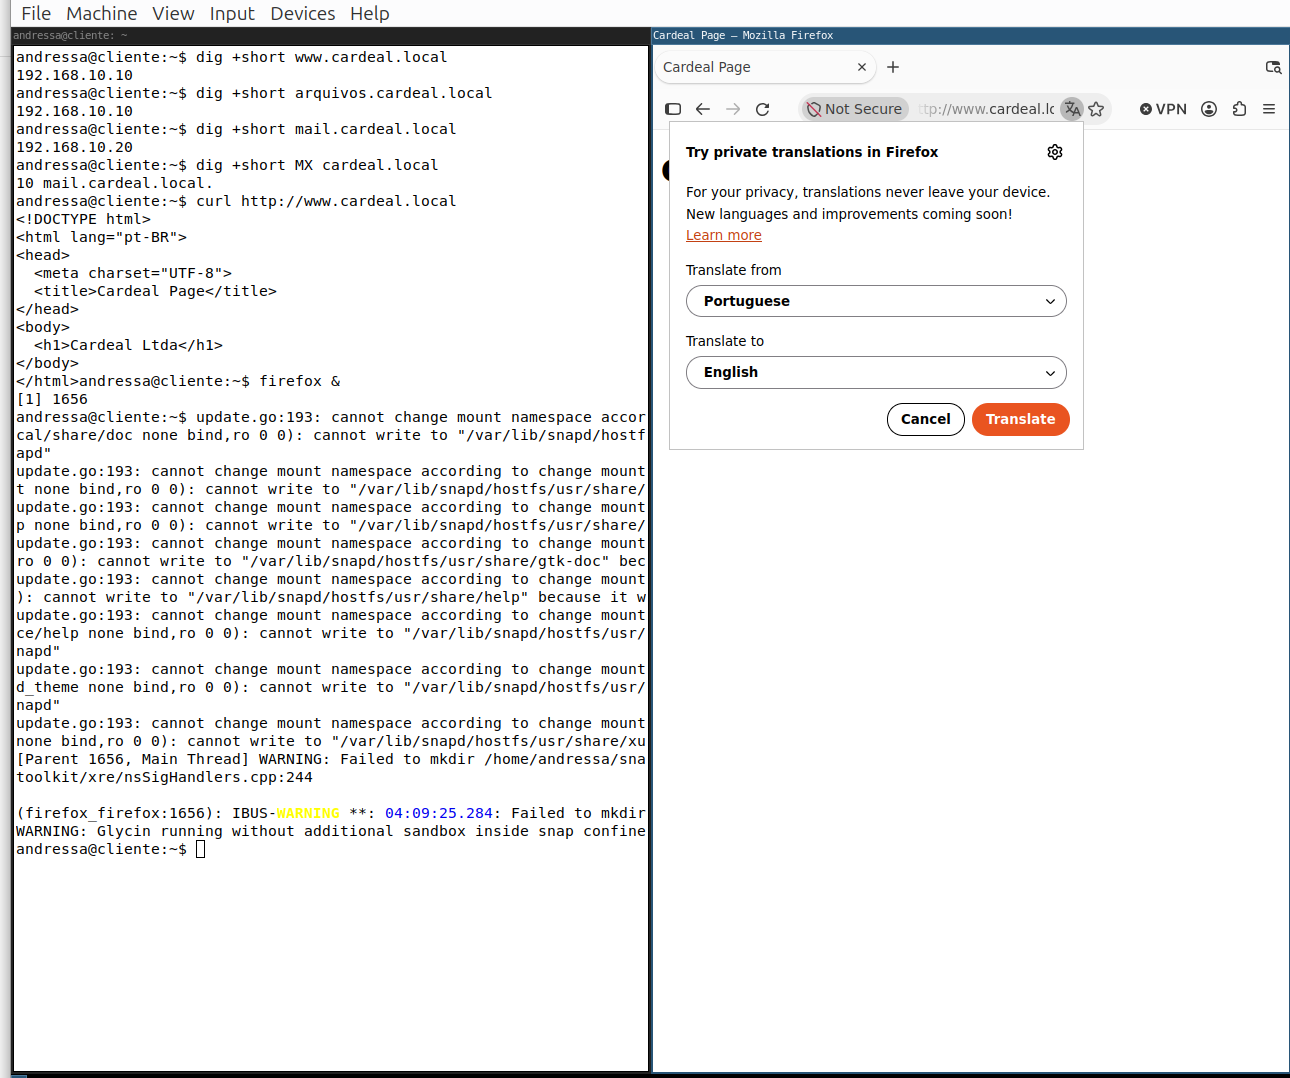 File Machine View Input Devices Help
andressa@cliente: ~
andressa@cliente:~$ dig +short www.cardeal.local
192.168.10.10
andressa@cliente:~$ dig +short arquivos.cardeal.local
192.168.10.10
andressa@cliente:~$ dig +short mail.cardeal.local
192.168.10.20
andressa@cliente:~$ dig +short MX cardeal.local
10 mail.cardeal.local.
andressa@cliente:~$ curl http://www.cardeal.local
<!DOCTYPE html>
<html lang="pt-BR">
<head>
  <meta charset="UTF-8">
  <title>Cardeal Page</title>
</head>
<body>
  <h1>Cardeal Ltda</h1>
</body>
</html>andressa@cliente:~$ firefox &
[1] 1656
andressa@cliente:~$ update.go:193: cannot change mount namespace accor
cal/share/doc none bind,ro 0 0): cannot write to "/var/lib/snapd/hostf
apd"
update.go:193: cannot change mount namespace according to change mount
t none bind,ro 0 0): cannot write to "/var/lib/snapd/hostfs/usr/share/
update.go:193: cannot change mount namespace according to change mount
p none bind,ro 0 0): cannot write to "/var/lib/snapd/hostfs/usr/share/
update.go:193: cannot change mount namespace according to change mount
ro 0 0): cannot write to "/var/lib/snapd/hostfs/usr/share/gtk-doc" bec
update.go:193: cannot change mount namespace according to change mount
): cannot write to "/var/lib/snapd/hostfs/usr/share/help" because it w
update.go:193: cannot change mount namespace according to change mount
ce/help none bind,ro 0 0): cannot write to "/var/lib/snapd/hostfs/usr/
napd"
update.go:193: cannot change mount namespace according to change mount
d_theme none bind,ro 0 0): cannot write to "/var/lib/snapd/hostfs/usr/
napd"
update.go:193: cannot change mount namespace according to change mount
none bind,ro 0 0): cannot write to "/var/lib/snapd/hostfs/usr/share/xu
[Parent 1656, Main Thread] WARNING: Failed to mkdir /home/andressa/sna
toolkit/xre/nsSigHandlers.cpp:244
(firefox_firefox:1656): IBUS-WARNING **: 04:09:25.284: Failed to mkdir
WARNING: Glycin running without additional sandbox inside snap confine
andressa@cliente:~$
Cardeal Page — Mozilla Firefox
Cardeal Page
Not Secure ttp://www.cardeal.lc VPN
Try private translations in Firefox
For your privacy, translations never leave your device.
New languages and improvements coming soon!
Learn more
Translate from
Portuguese
Translate to
English
Cancel Translate